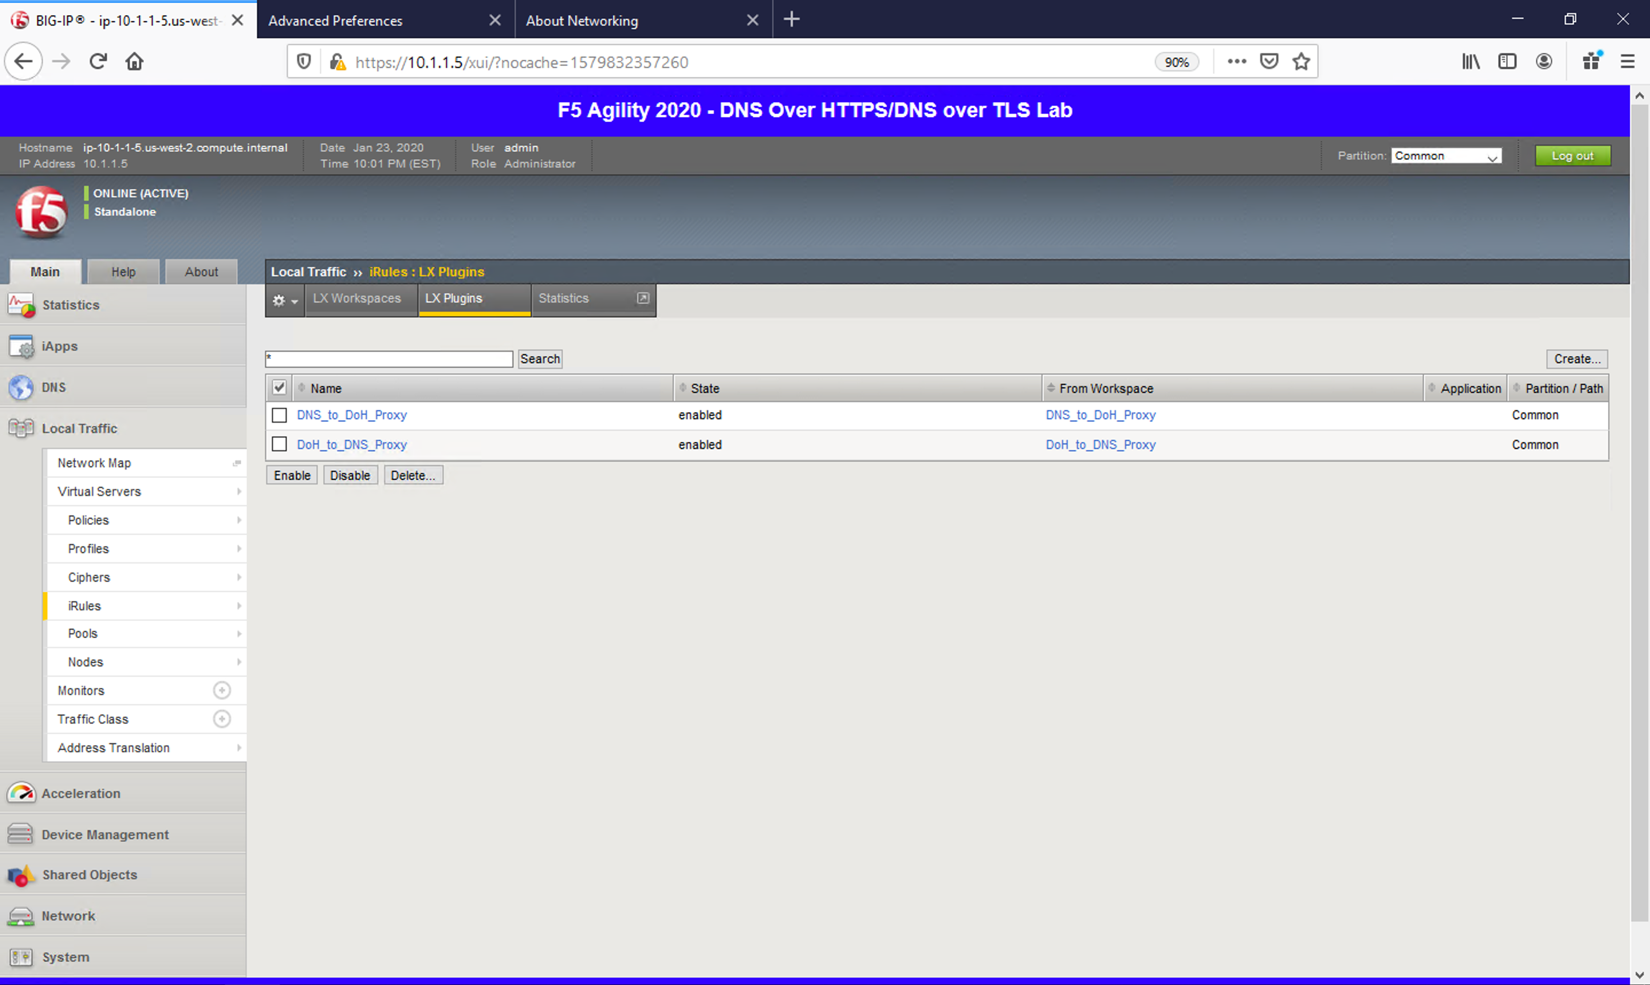 BIG-IP® - ip-10-1-1-5.us-west-
Advanced Preferences
About Networking
https://10.1.1.5/xui/?nocache=1579832357260
90%
F5 Agility 2020 - DNS Over HTTPS/DNS over TLS Lab
Hostname ip-10-1-1-5.us-west-2.compute.internal Date Jan 23, 2020 User admin
IP Address 10.1.1.5 Time 10:01 PM (EST) Role Administrator
Partition: Common Log out
f5
ONLINE (ACTIVE)
Standalone
Main Help About
Local Traffic ›› iRules : LX Plugins
LX Workspaces LX Plugins Statistics
Statistics
iApps
DNS
Local Traffic
Network Map
Virtual Servers
Policies
Profiles
Ciphers
iRules
Pools
Nodes
Monitors
Traffic Class
Address Translation
Acceleration
Device Management
Shared Objects
Network
System
* Search Create...
Name State From Workspace Application Partition / Path
DNS_to_DoH_Proxy enabled DNS_to_DoH_Proxy Common
DoH_to_DNS_Proxy enabled DoH_to_DNS_Proxy Common
Enable Disable Delete...